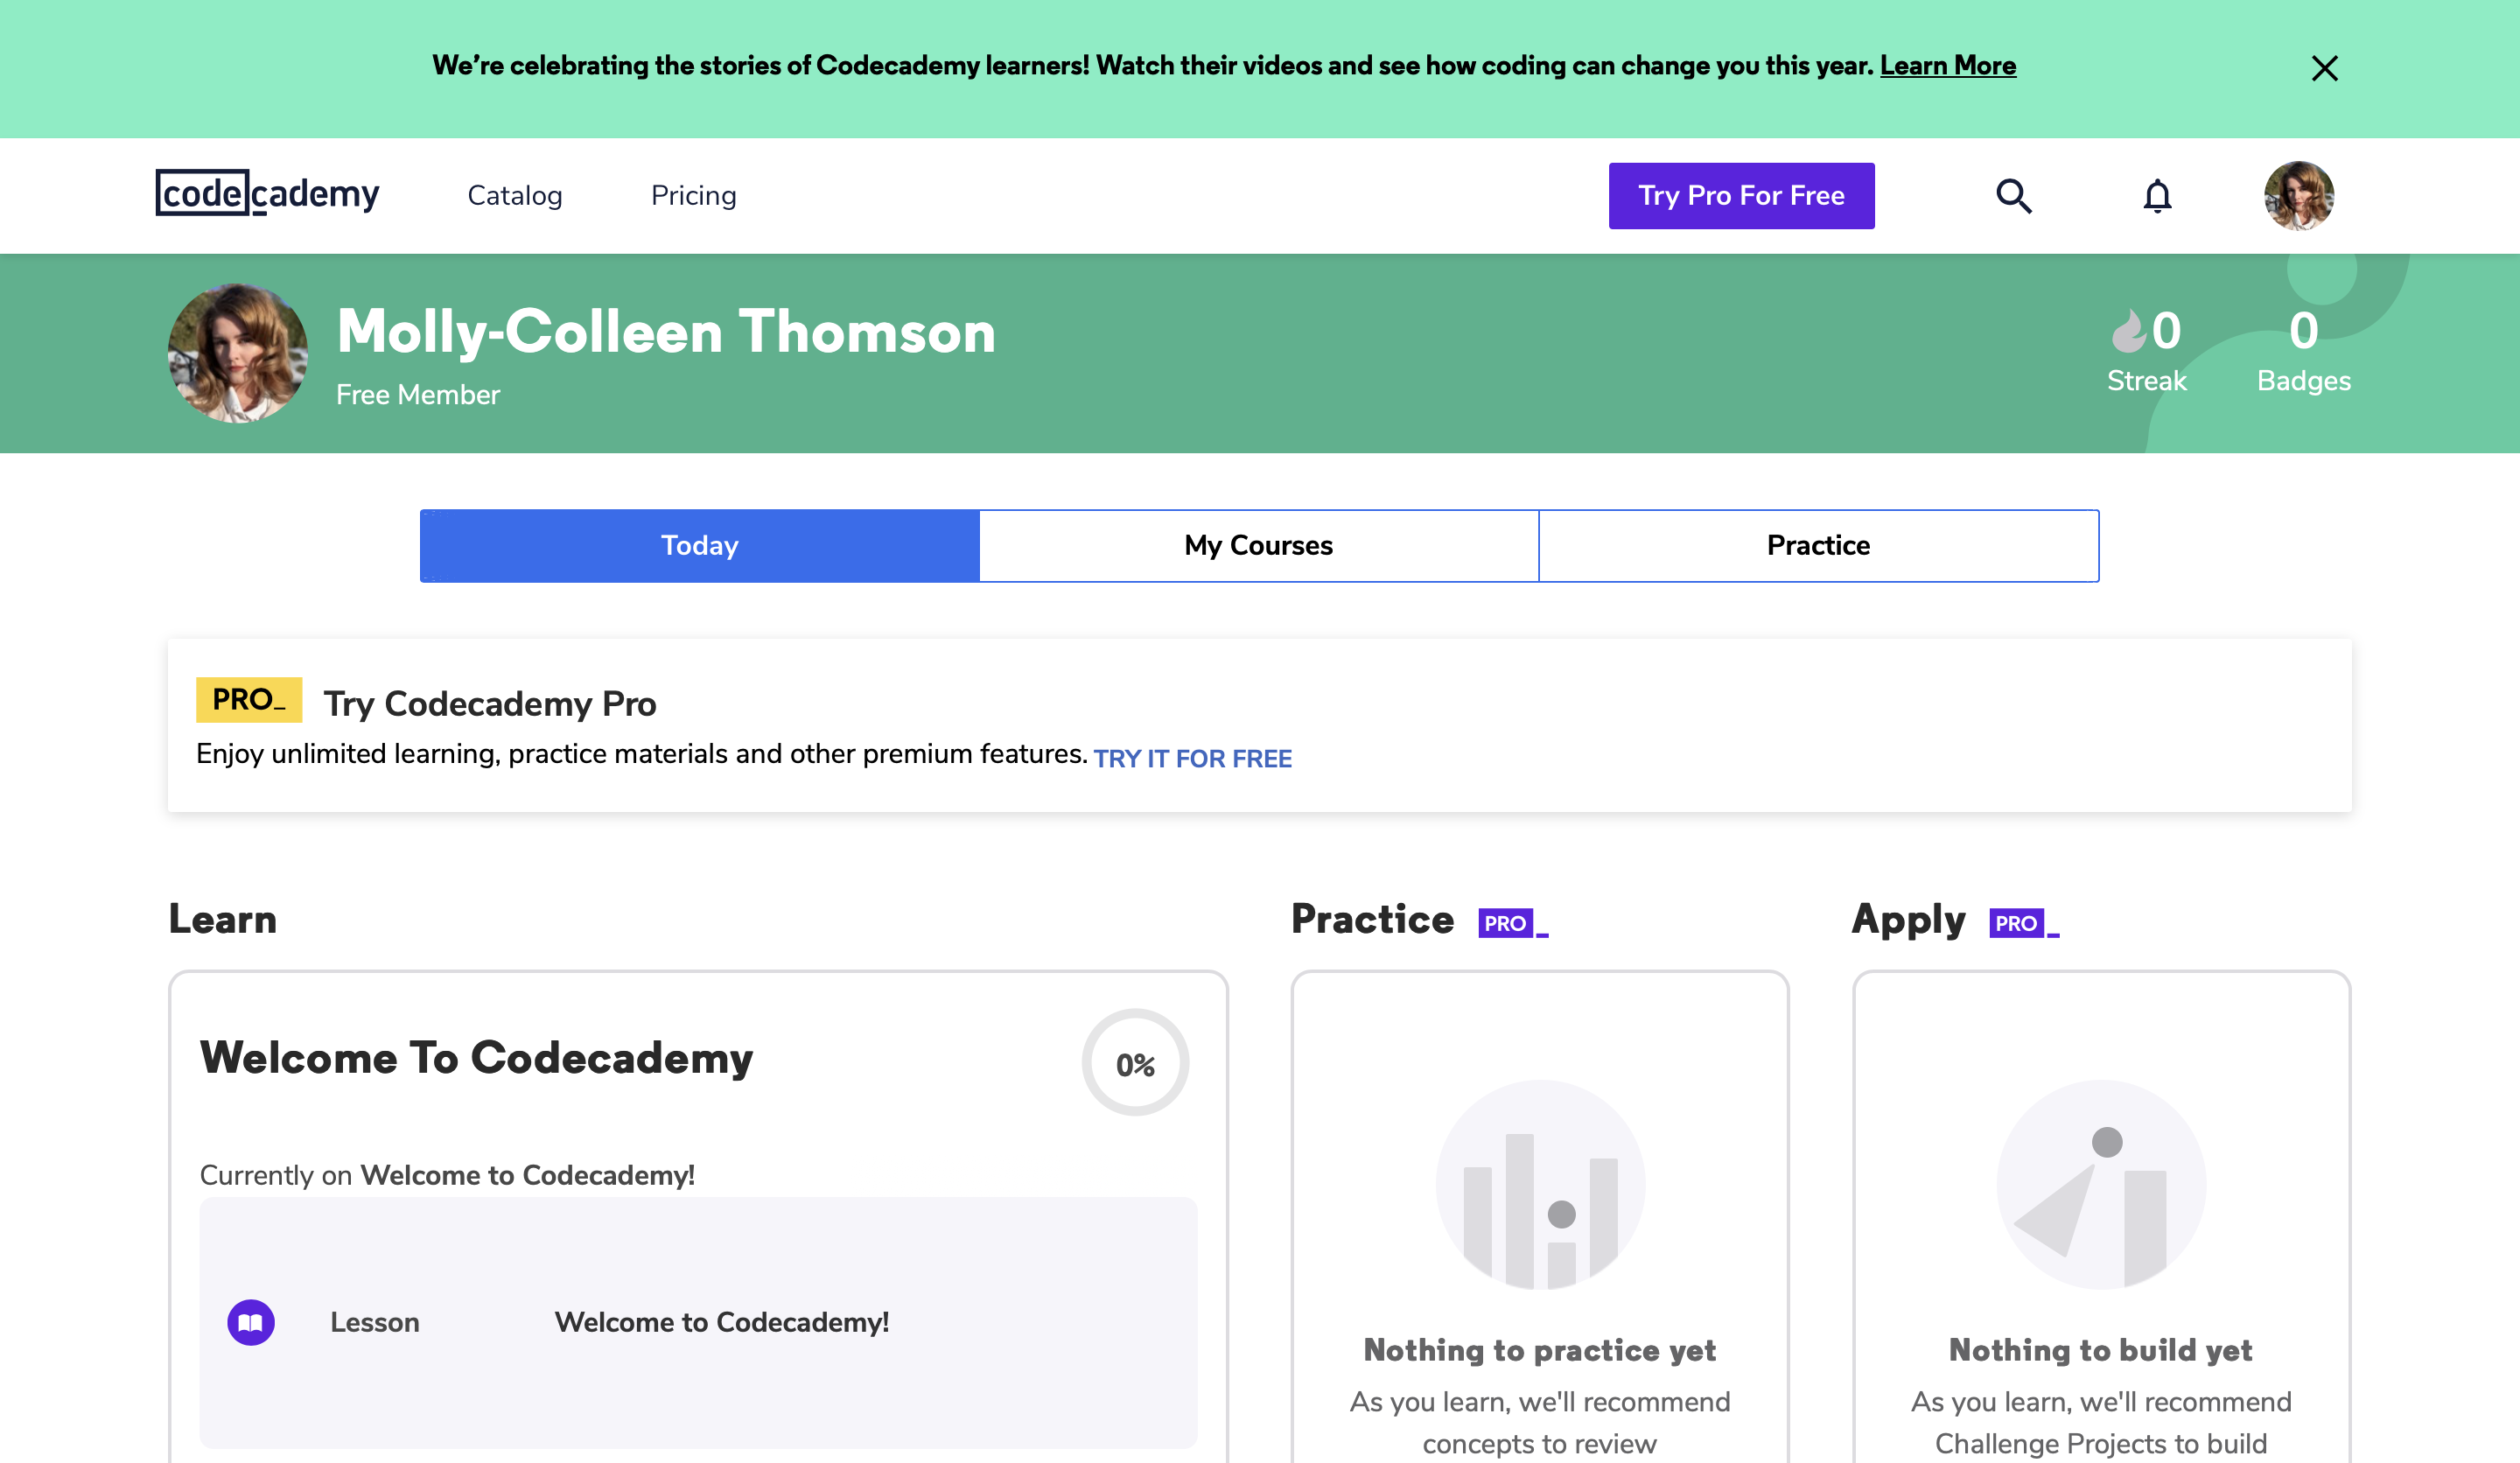 We're celebrating the stories of Codecademy learners! Watch their videos and see how coding can change you this year. Learn More
codecademy
Catalog
Pricing
Try Pro For Free
Molly-Colleen Thomson
Free Member
0
Streak
0
Badges
Today
My Courses
Practice
PRO_
Try Codecademy Pro
Enjoy unlimited learning, practice materials and other premium features. TRY IT FOR FREE
Learn
Welcome To Codecademy
0%
Currently on Welcome to Codecademy!
Lesson
Welcome to Codecademy!
Practice PRO_
Nothing to practice yet
As you learn, we'll recommend
concepts to review
Apply PRO_
Nothing to build yet
As you learn, we'll recommend
Challenge Projects to build